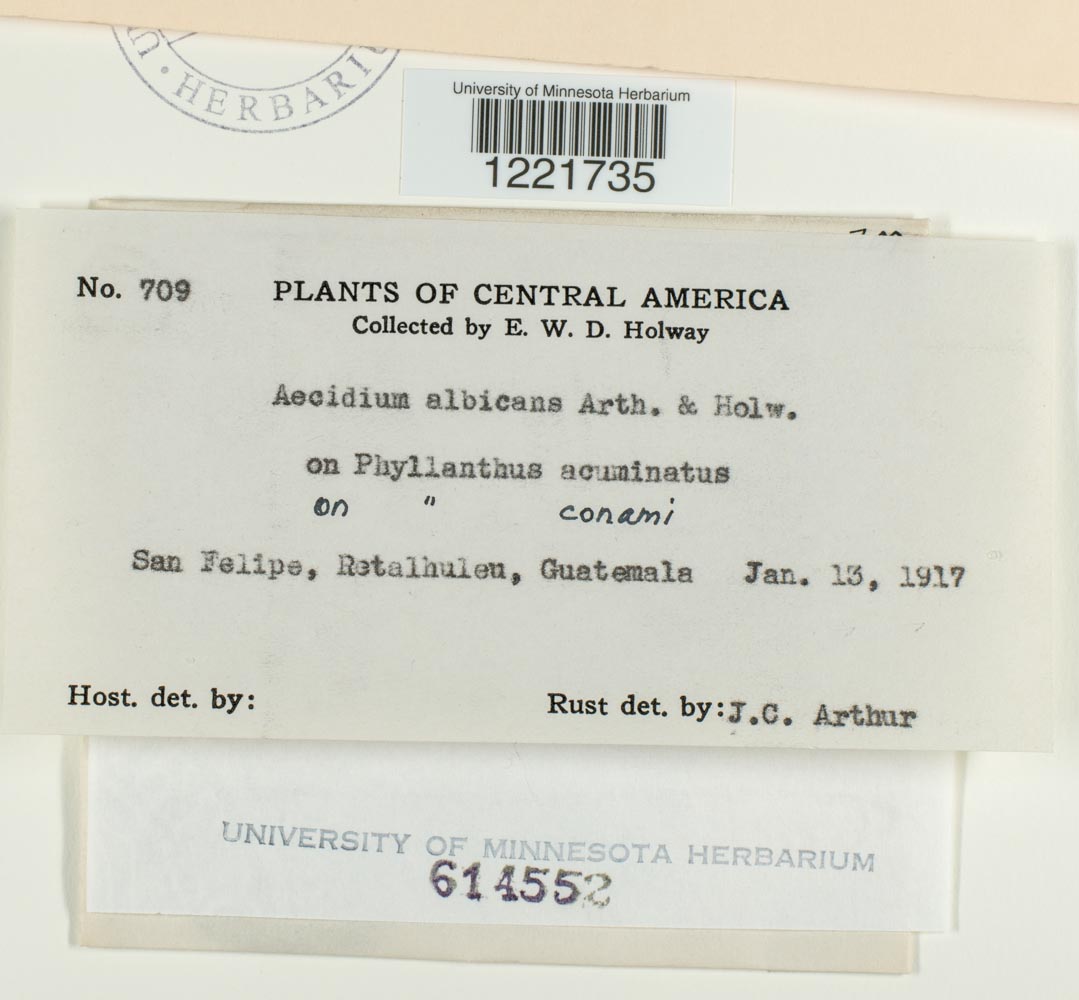 HERBARIU
University of Minnesota Herbarium
1221735
No. 709 PLANTS OF CENTRAL AMERICA
Collected by E. W. D. Holway
Aecidium albicans Arth. & Holw.
on Phyllanthus acuminatus
on " conami
San Felipe, Retalhuleu, Guatemala Jan. 13, 1917
Host. det. by: Rust det. by: J.C. Arthur
UNIVERSITY OF MINNESOTA HERBARIUM
614552